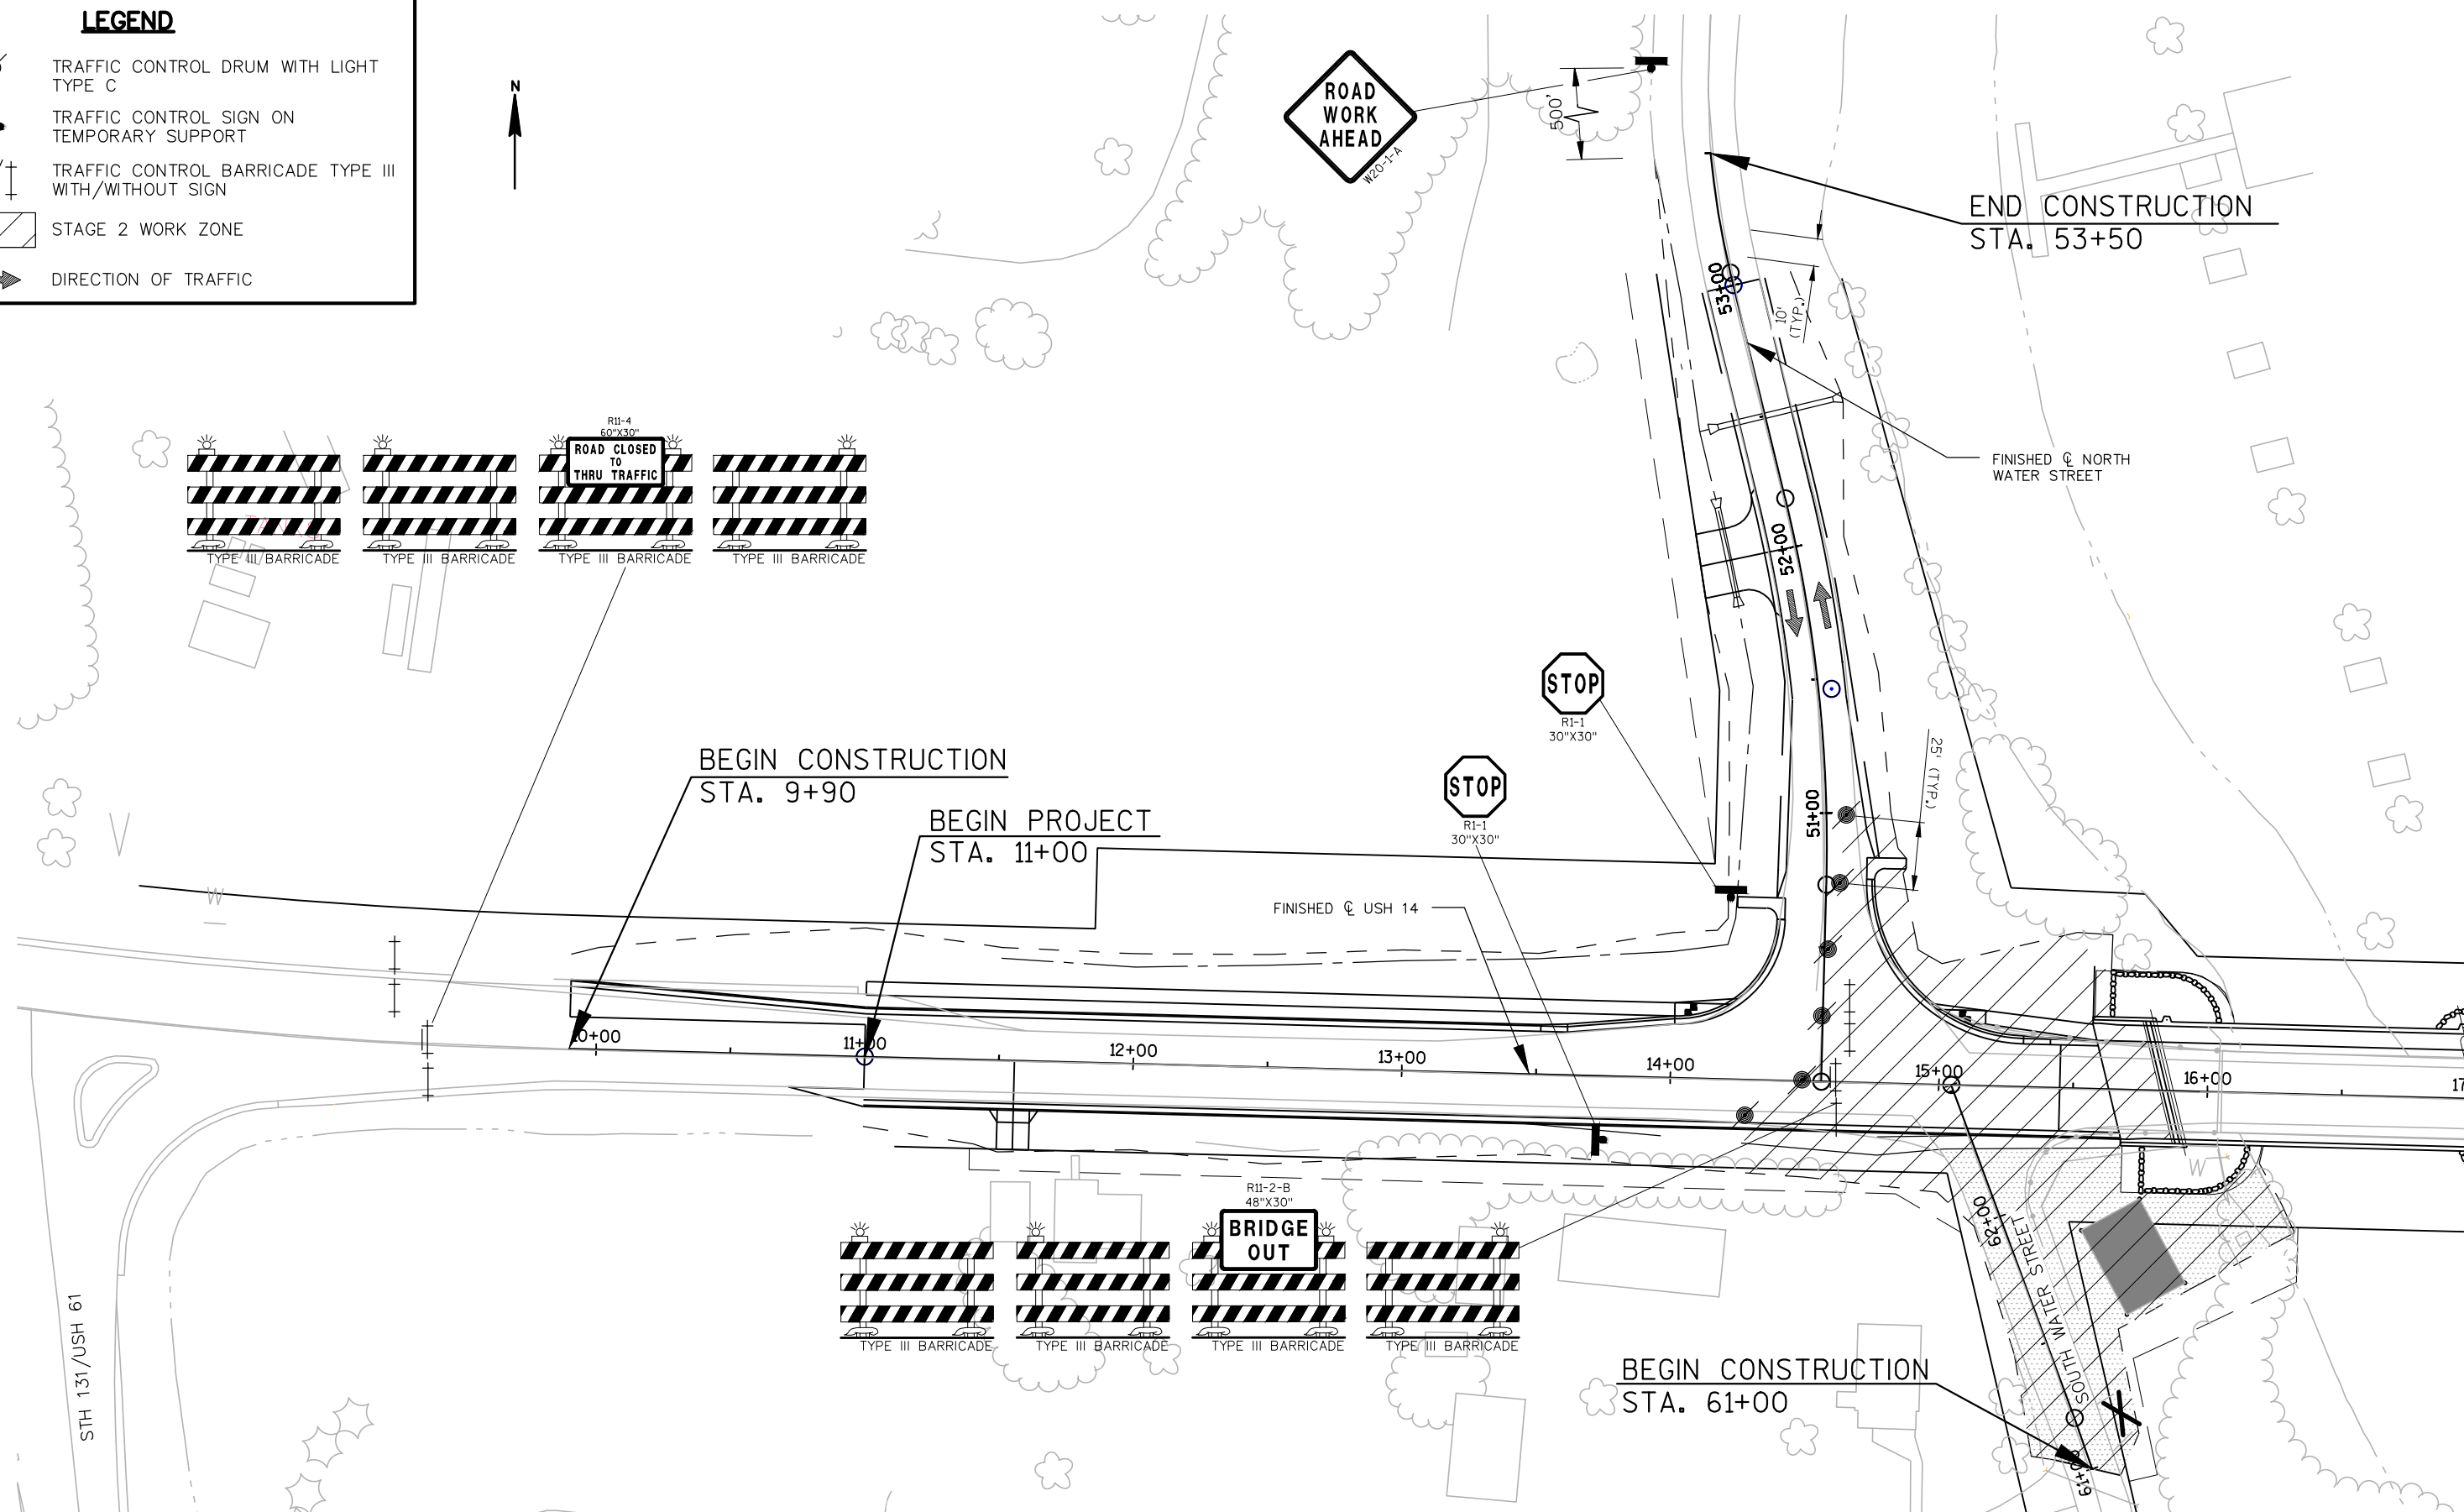 LEGEND
TRAFFIC CONTROL DRUM WITH LIGHT
TYPE C
TRAFFIC CONTROL SIGN ON
TEMPORARY SUPPORT
TRAFFIC CONTROL BARRICADE TYPE III
WITH/WITHOUT SIGN
STAGE 2 WORK ZONE
DIRECTION OF TRAFFIC
N
ROAD
WORK
AHEAD
W20-1-A
500'
END CONSTRUCTION
STA. 53+50
53+00
10'
(TYP.)
FINISHED ℄ NORTH
WATER STREET
52+00
R11-4
60"X30"
ROAD CLOSED
TO
THRU TRAFFIC
TYPE III BARRICADE
TYPE III BARRICADE
TYPE III BARRICADE
TYPE III BARRICADE
STOP
R1-1
30"X30"
STOP
R1-1
30"X30"
25' (TYP.)
51+00
BEGIN CONSTRUCTION
STA. 9+90
BEGIN PROJECT
STA. 11+00
FINISHED ℄ USH 14
W
10+00
11+00
12+00
13+00
14+00
15+00
16+00
17
W
R11-2-B
48"X30"
BRIDGE
OUT
TYPE III BARRICADE
TYPE III BARRICADE
TYPE III BARRICADE
TYPE III BARRICADE
62+00
SOUTH WATER STREET
STH 131/USH 61
BEGIN CONSTRUCTION
STA. 61+00
61+00